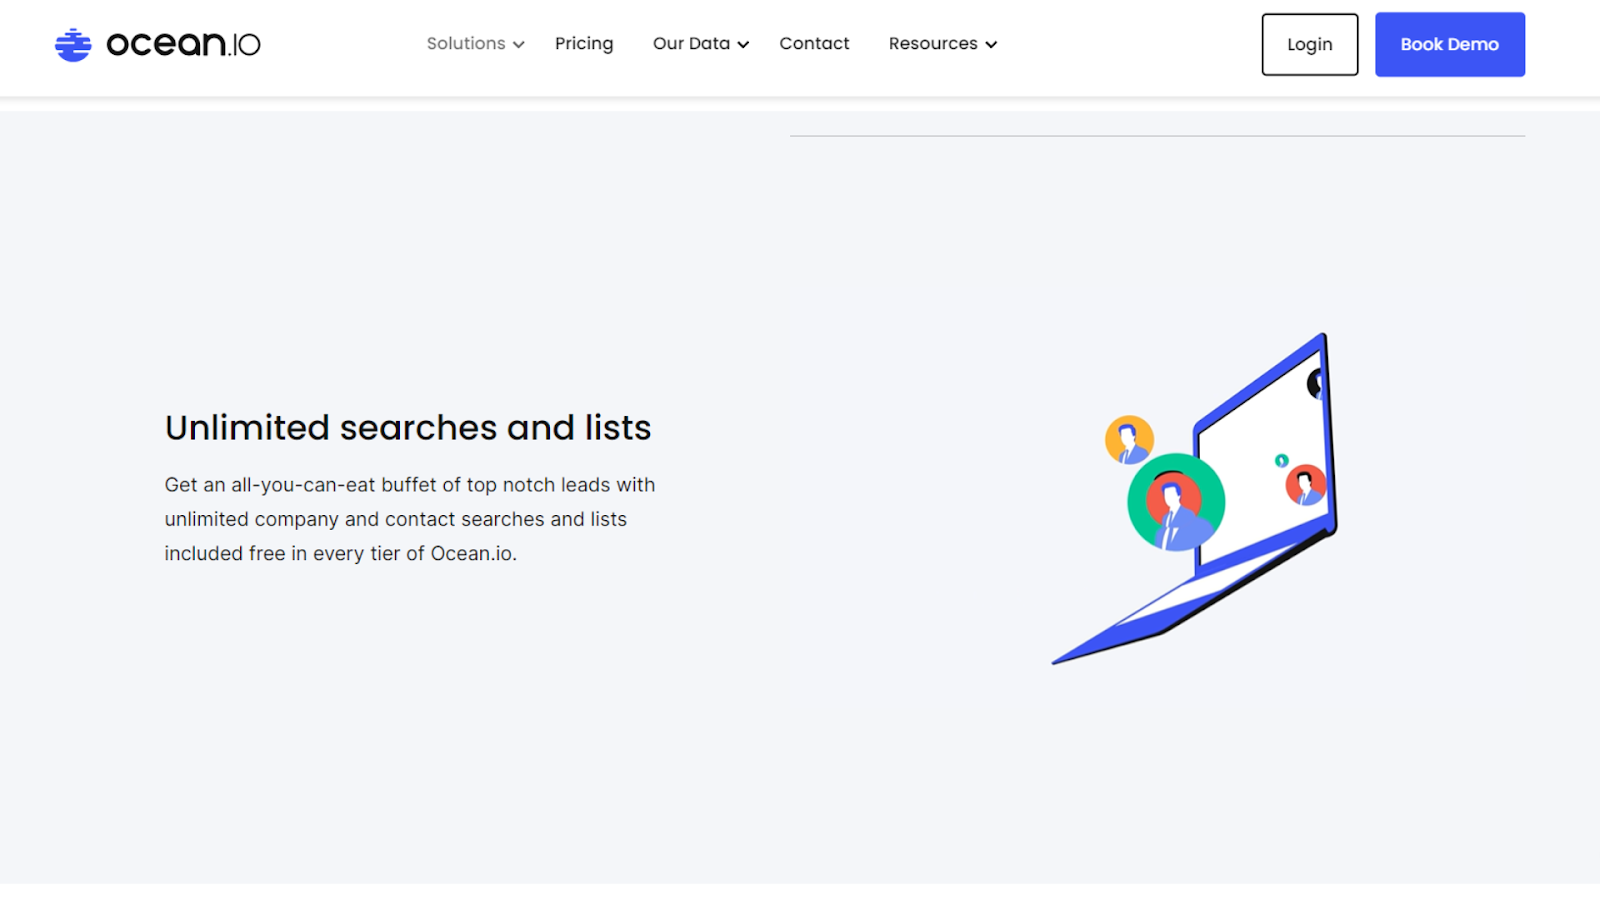 ocean.IO
Solutions
Pricing
Our Data
Contact
Resources
Login
Book Demo
Unlimited searches and lists
Get an all-you-can-eat buffet of top notch leads with
unlimited company and contact searches and lists
included free in every tier of Ocean.io.